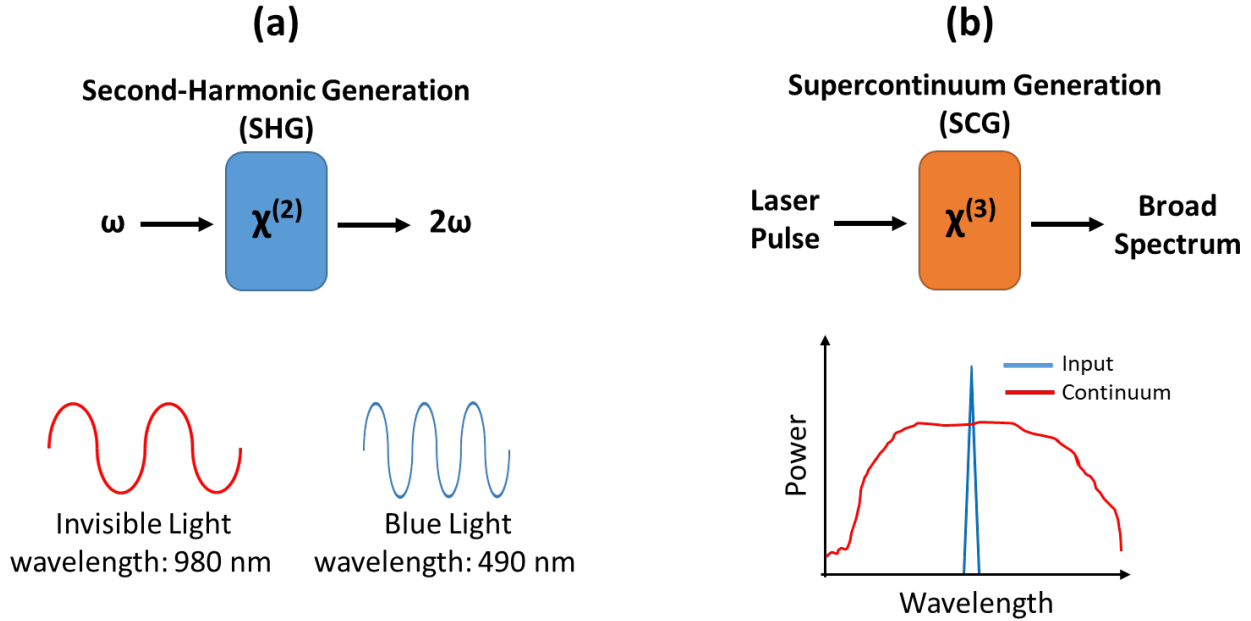 (a)
Second-Harmonic Generation
(SHG)
ω
χ(2)
2ω
Invisible Light
wavelength: 980 nm
Blue Light
wavelength: 490 nm
(b)
Supercontinuum Generation
(SCG)
Laser
Pulse
χ(3)
Broad
Spectrum
Input
Continuum
Power
Wavelength